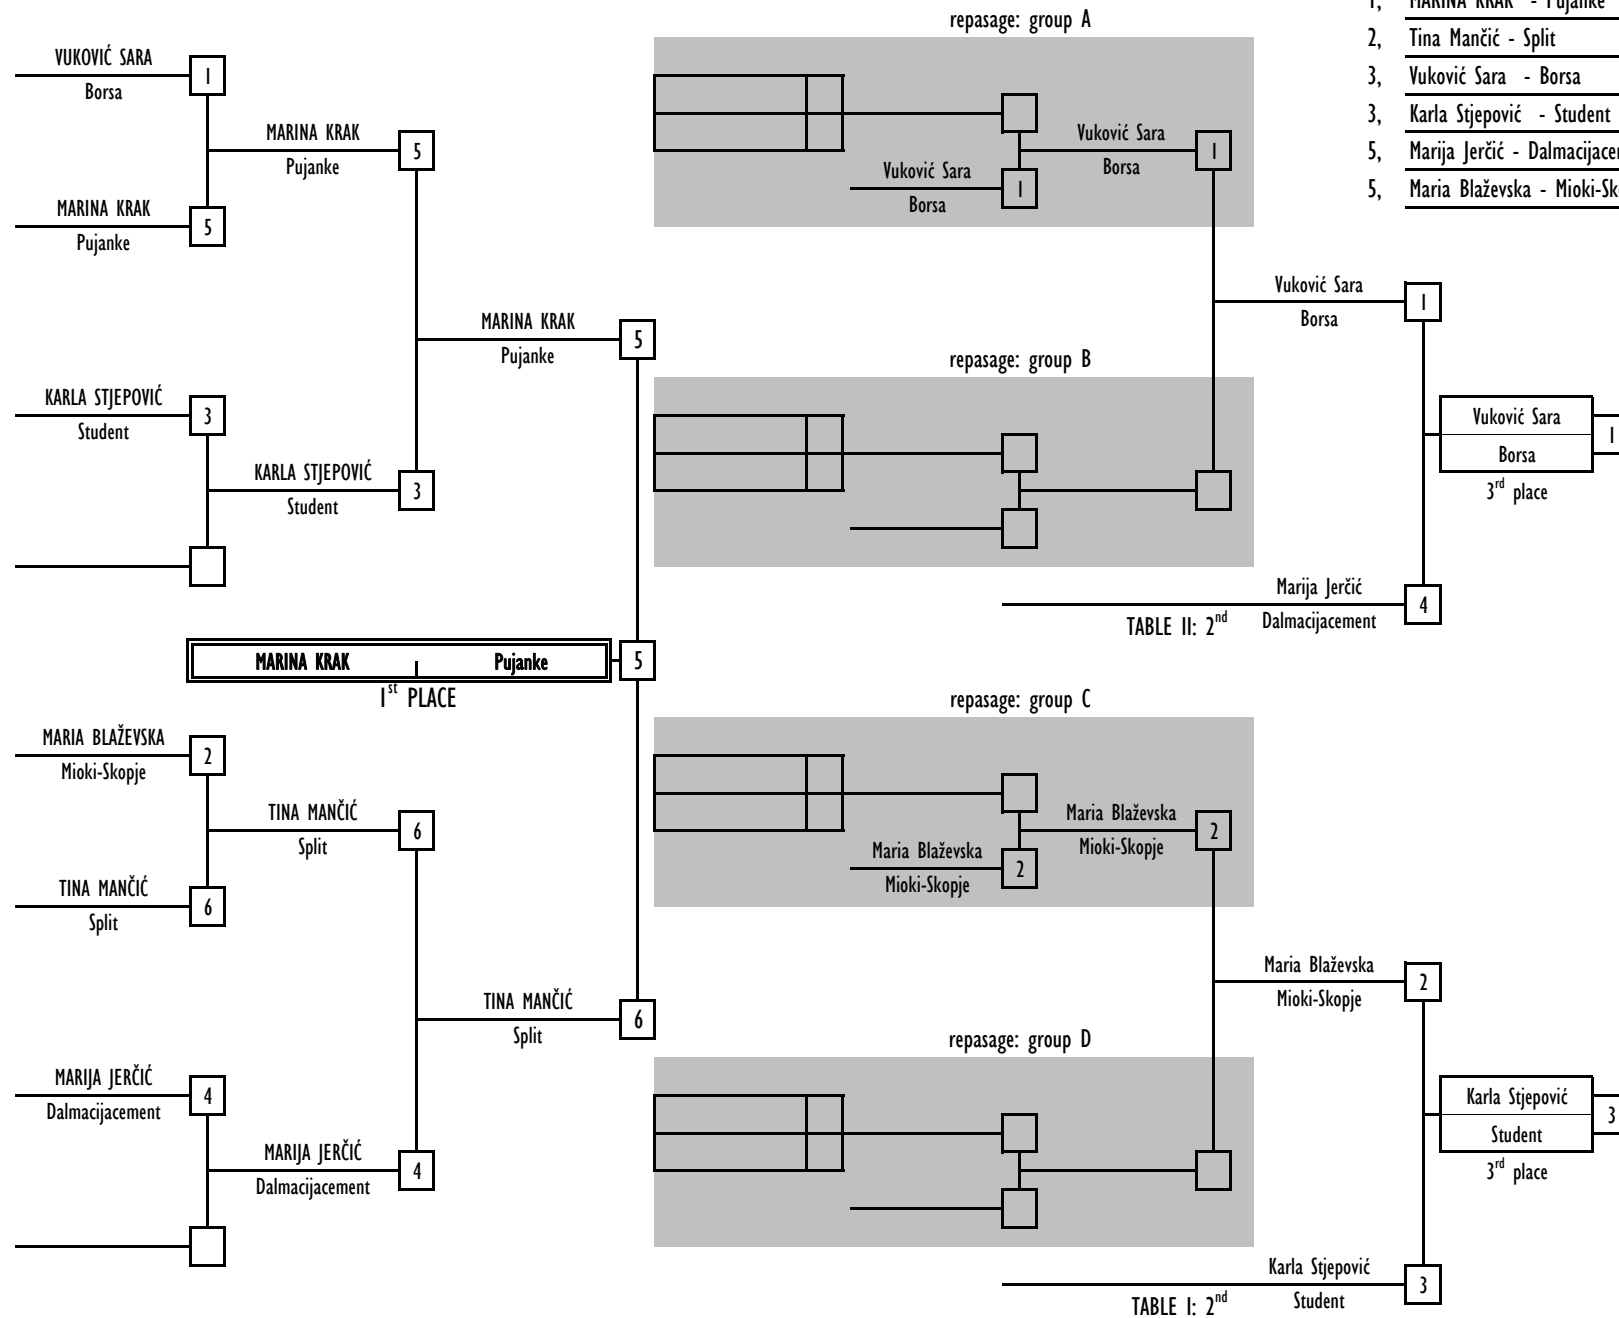 repasage: group A
1, MARINA KRAK - Pujanke
2, Tina Mančić - Split
3, Vuković Sara - Borsa
3, Karla Stjepović - Student
5, Marija Jerčić -
5, Maria Blaževska -
VUKOVIĆ SARA
1
Borsa
MARINA KRAK
5
Pujanke
MARINA KRAK
5
Pujanke
Vuković Sara
1
Borsa
Vuković Sara
1
Borsa
Vuković Sara
1
Borsa
MARINA KRAK
5
Pujanke
repasage: group B
KARLA STJEPOVIĆ
3
Student
KARLA STJEPOVIĆ
3
Student
Vuković Sara
1
Borsa
3rd place
Marija Jerčić
4
Dalmacijacement
TABLE II: 2nd
MARINA KRAK Pujanke
5
1st PLACE
repasage: group C
MARIA BLAŽEVSKA
2
Mioki-Skopje
TINA MANČIĆ
6
Split
TINA MANČIĆ
6
Split
Maria Blaževska
2
Mioki-Skopje
Maria Blaževska
2
Mioki-Skopje
Maria Blaževska
2
Mioki-Skopje
TINA MANČIĆ
6
Split
repasage: group D
MARIJA JERČIĆ
4
Dalmacijacement
MARIJA JERČIĆ
4
Dalmacijacement
Karla Stjepović
3
Student
3rd place
Karla Stjepović
3
Student
TABLE I: 2nd